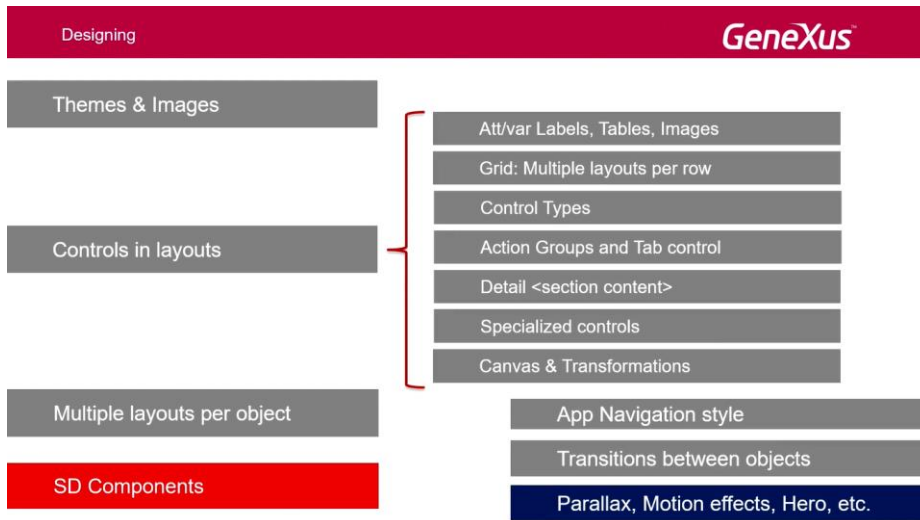 Designing
GeneXus™
Themes & Images
Att/var Labels, Tables, Images
Grid: Multiple layouts per row
Control Types
Controls in layouts
Action Groups and Tab control
Detail <section content>
Specialized controls
Canvas & Transformations
Multiple layouts per object
App Navigation style
Transitions between objects
SD Components
Parallax, Motion effects, Hero, etc.